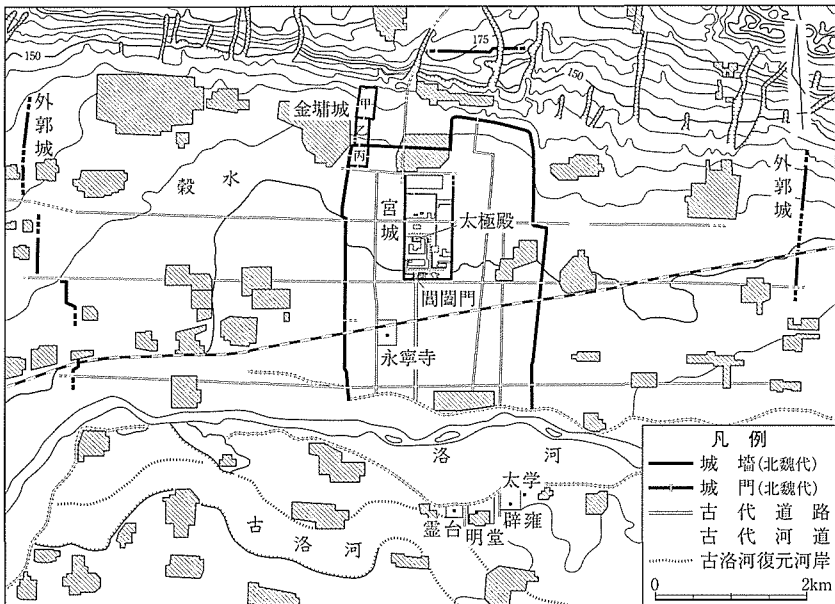 175
150
150
外郭城
金墉城
甲
乙
丙
外郭城
穀水
宮城
太極殿
閶闔門
永寧寺
洛河
太学
霊台
明堂
辟雍
古洛河
凡例
城墻(北魏代)
城門(北魏代)
古代道路
古代河道
古洛河復元河岸
0 2km